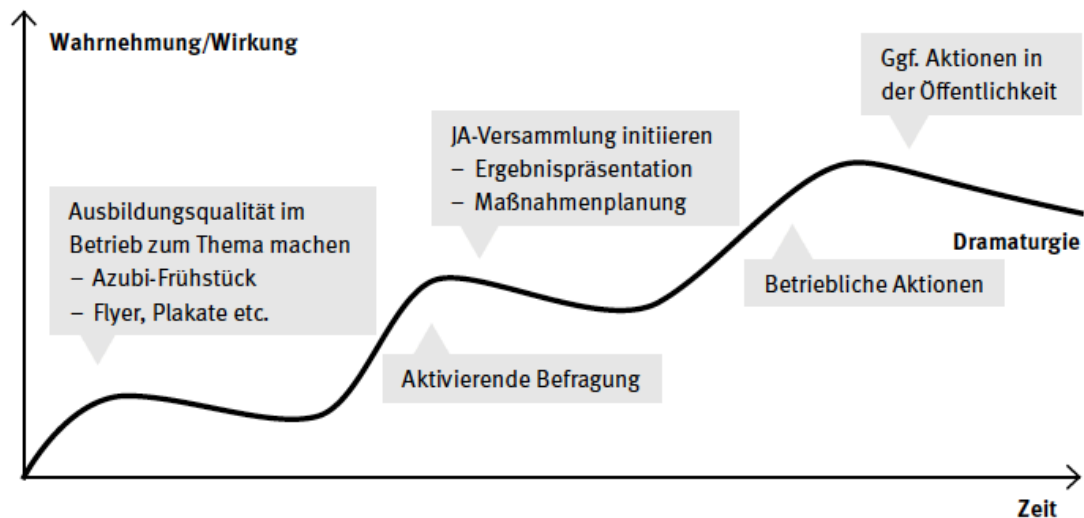 Wahrnehmung/Wirkung
Ggf. Aktionen in
der Öffentlichkeit
JA-Versammlung initiieren
– Ergebnispräsentation
– Maßnahmenplanung
Ausbildungsqualität im
Betrieb zum Thema machen
– Azubi-Frühstück
– Flyer, Plakate etc.
Dramaturgie
Betriebliche Aktionen
Aktivierende Befragung
Zeit